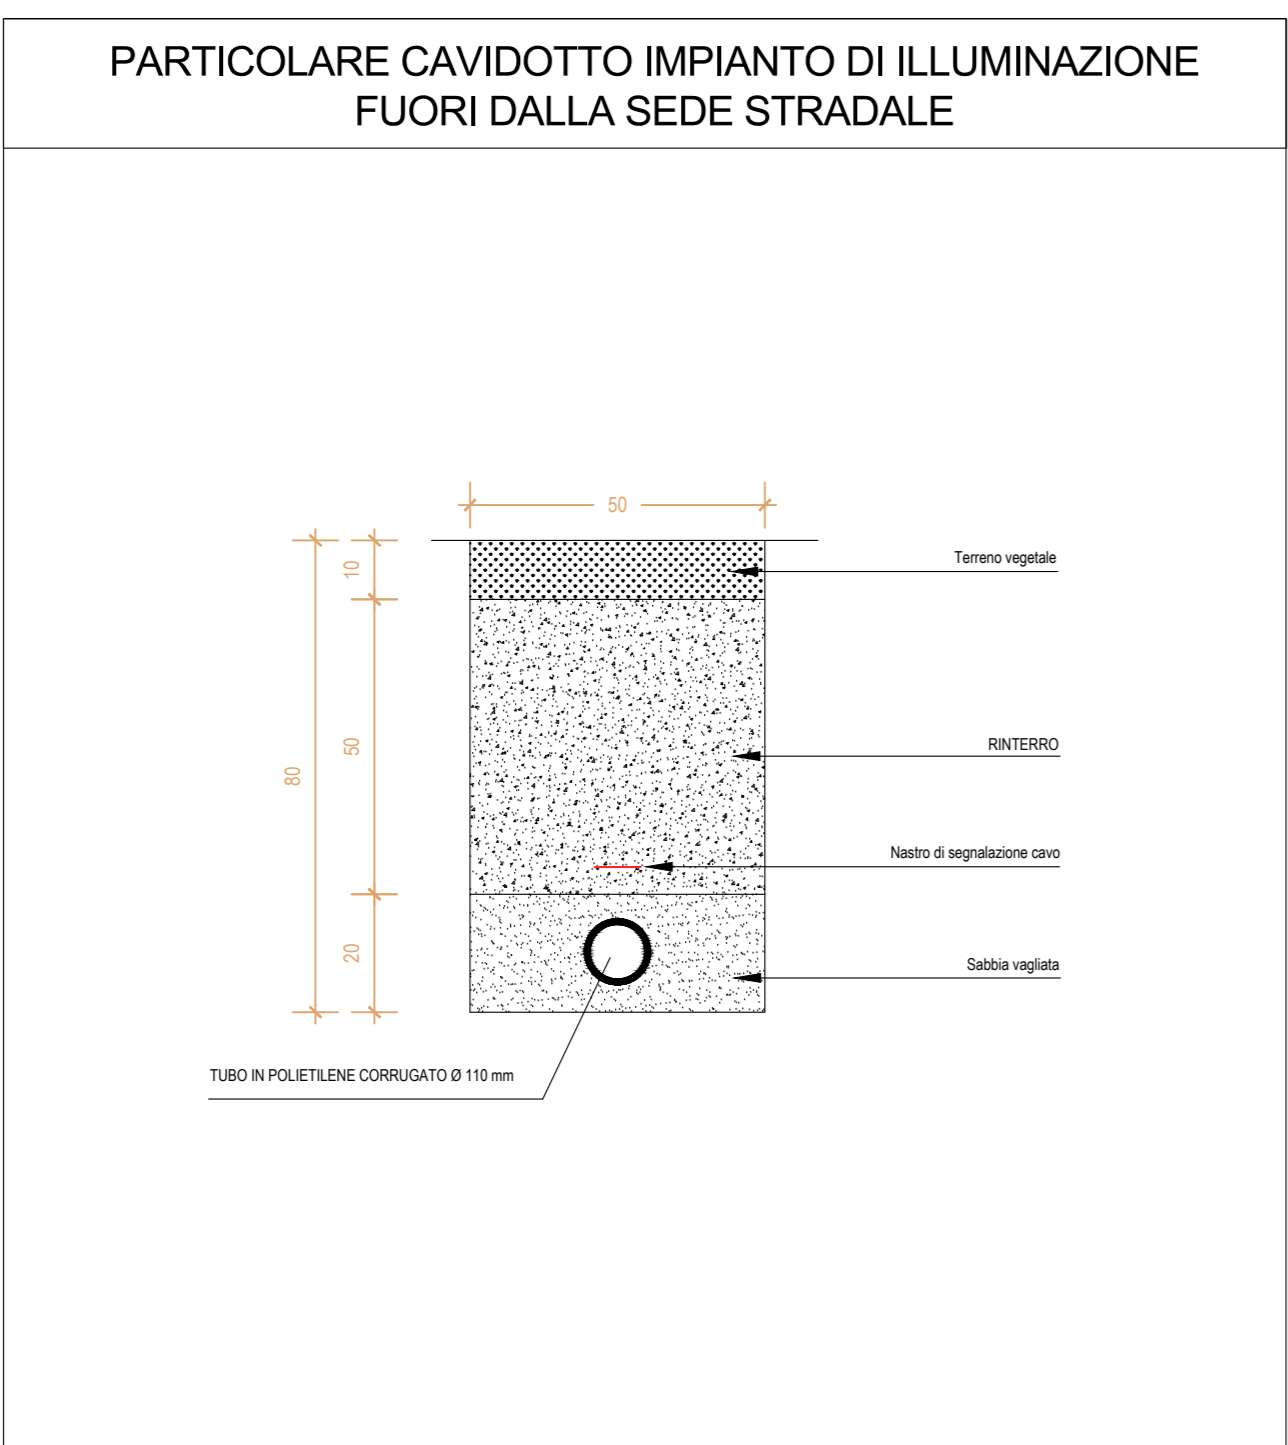 PARTICOLARE CAVIDOTTO IMPIANTO DI ILLUMINAZIONE
FUORI DALLA SEDE STRADALE
50
10
Terreno vegetale
50
80
RINTERRO
Nastro di segnalazione cavo
20
Sabbia vagliata
TUBO IN POLIETILENE CORRUGATO Ø 110 mm